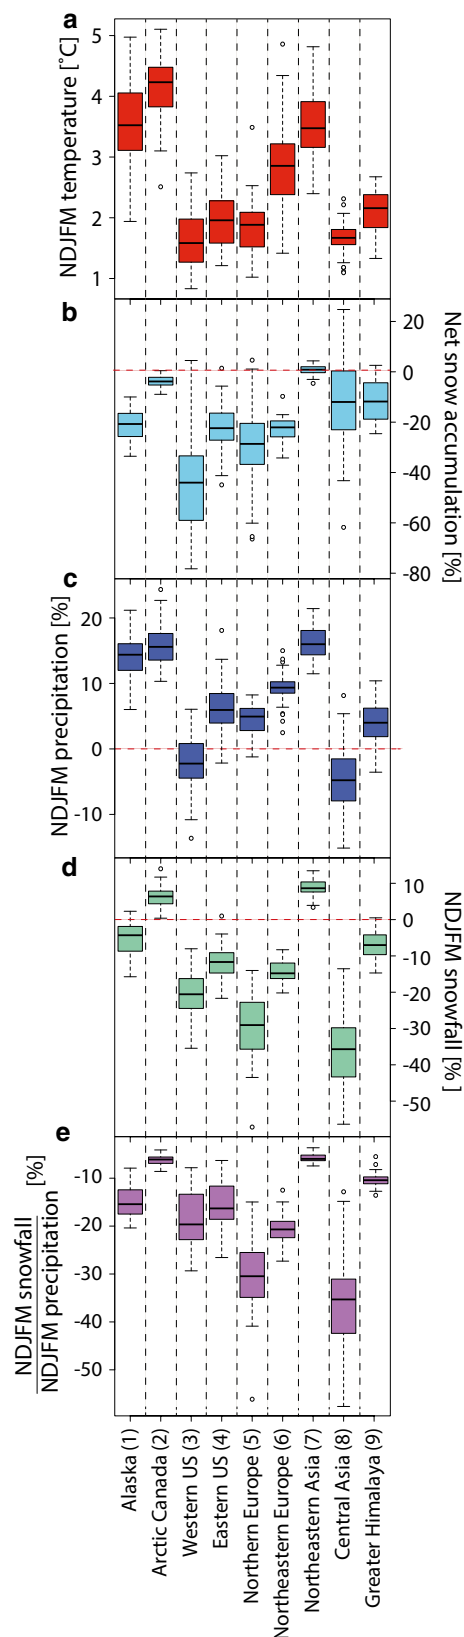 a
NDJFM temperature [˚C]
5
4
3
2
1
b
Net snow accumulation [%]
20
0
-20
-40
-60
-80
c
NDJFM precipitation [%]
20
10
0
-10
d
NDJFM snowfall [%]
10
0
-10
-20
-30
-40
-50
e
NDJFM snowfall
NDJFM precipitation
[%]
-10
-20
-30
-40
-50
Alaska (1)
Arctic Canada (2)
Western US (3)
Eastern US (4)
Northern Europe (5)
Northeastern Europe (6)
Northeastern Asia (7)
Central Asia (8)
Greater Himalaya (9)